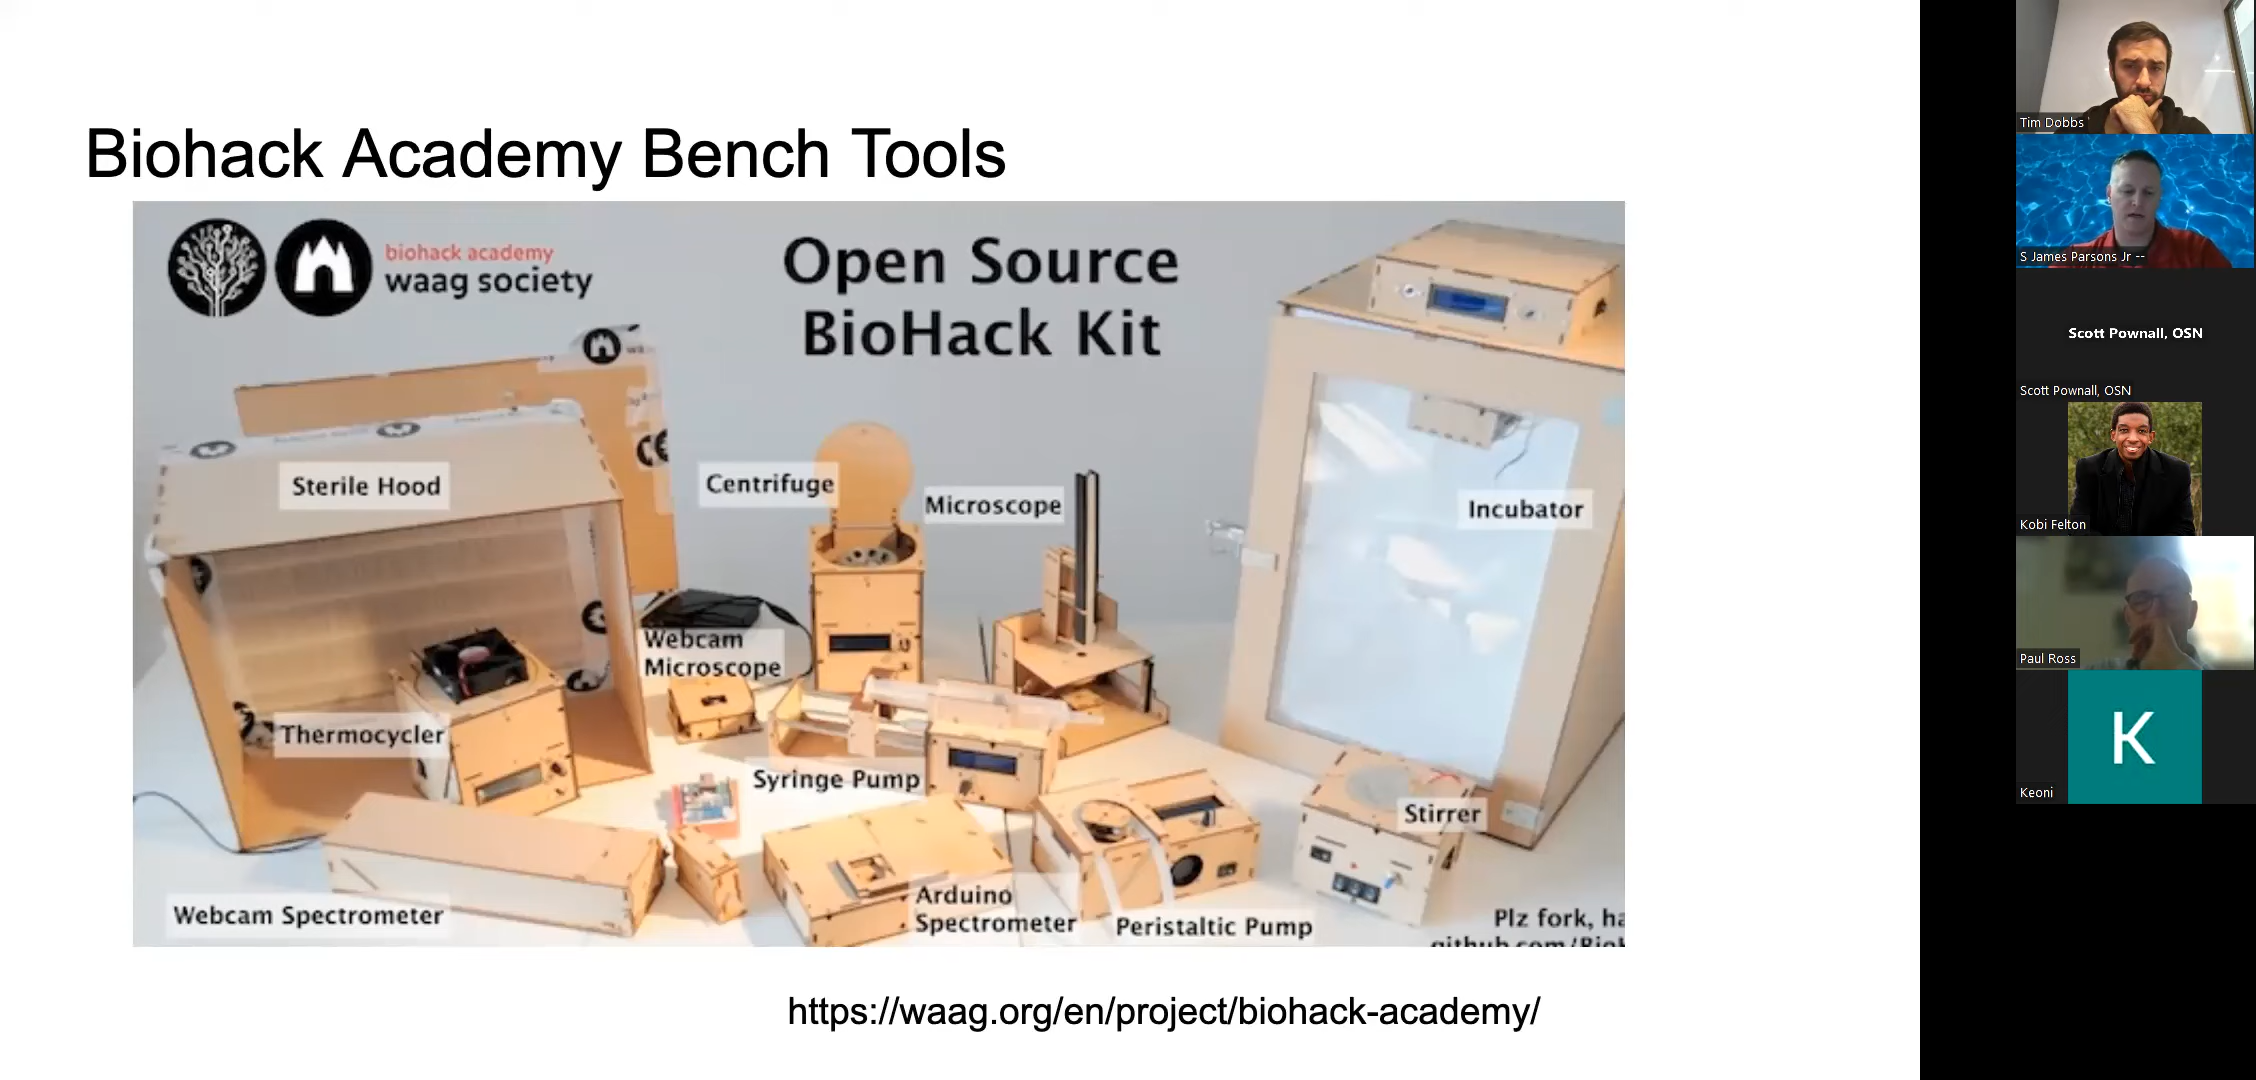 Biohack Academy Bench Tools
biohack academy
waag society
Open Source
BioHack Kit
Sterile Hood
Centrifuge
Microscope
Incubator
Webcam
Microscope
Thermocycler
Syringe Pump
Stirrer
Webcam Spectrometer
Arduino
Spectrometer
Peristaltic Pump
Plz fork, ha
https://waag.org/en/project/biohack-academy/
Tim Dobbs
S James Parsons Jr --
Scott Pownall, OSN
Scott Pownall, OSN
Kobi Felton
Paul Ross
K
Keoni